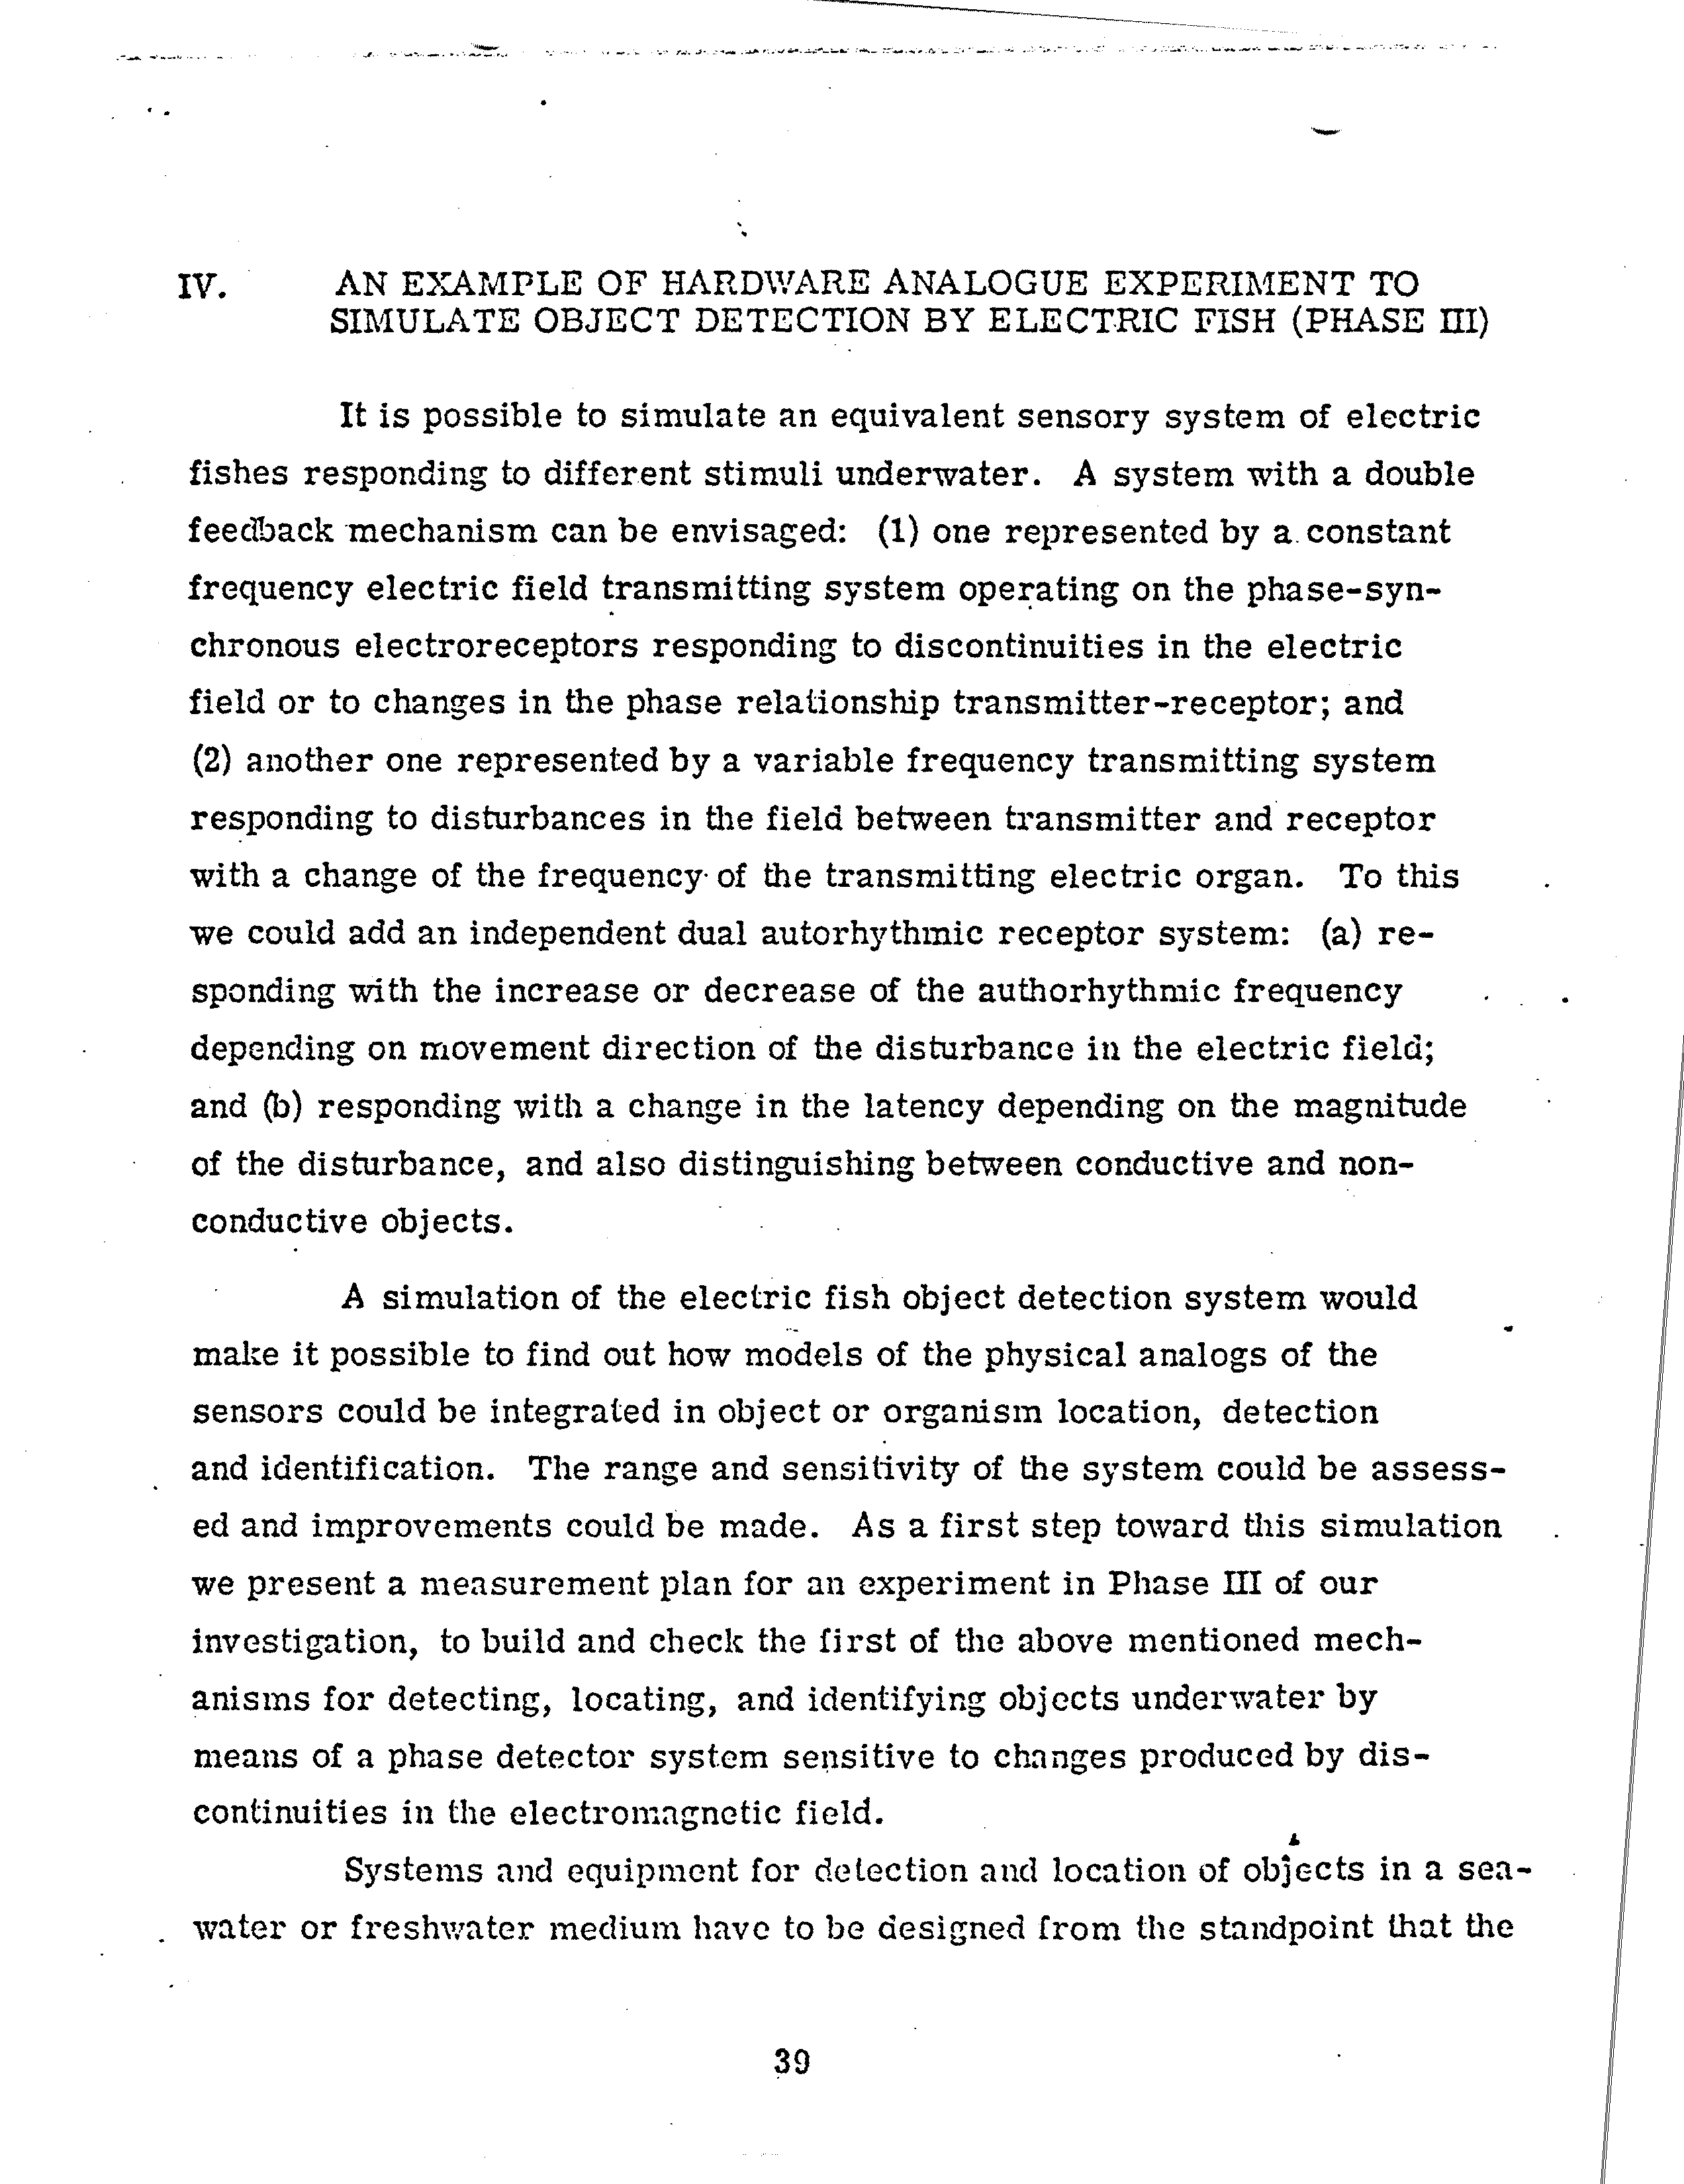 IV. AN EXAMPLE OF HARDWARE ANALOGUE EXPERIMENT TO
SIMULATE OBJECT DETECTION BY ELECTRIC FISH (PHASE III)
It is possible to simulate an equivalent sensory system of electric
fishes responding to different stimuli underwater. A system with a double
feedback mechanism can be envisaged: (1) one represented by a constant
frequency electric field transmitting system operating on the phase-syn-
chronous electroreceptors responding to discontinuities in the electric
field or to changes in the phase relationship transmitter-receptor; and
(2) another one represented by a variable frequency transmitting system
responding to disturbances in the field between transmitter and receptor
with a change of the frequency of the transmitting electric organ. To this
we could add an independent dual autorhythmic receptor system: (a) re-
sponding with the increase or decrease of the authorhythmic frequency
depending on movement direction of the disturbance in the electric field;
and (b) responding with a change in the latency depending on the magnitude
of the disturbance, and also distinguishing between conductive and non-
conductive objects.
A simulation of the electric fish object detection system would
make it possible to find out how models of the physical analogs of the
sensors could be integrated in object or organism location, detection
and identification. The range and sensitivity of the system could be assess-
ed and improvements could be made. As a first step toward this simulation
we present a measurement plan for an experiment in Phase III of our
investigation, to build and check the first of the above mentioned mech-
anisms for detecting, locating, and identifying objects underwater by
means of a phase detector system sensitive to changes produced by dis-
continuities in the electromagnetic field.
Systems and equipment for detection and location of objects in a sea-
water or freshwater medium have to be designed from the standpoint that the
39